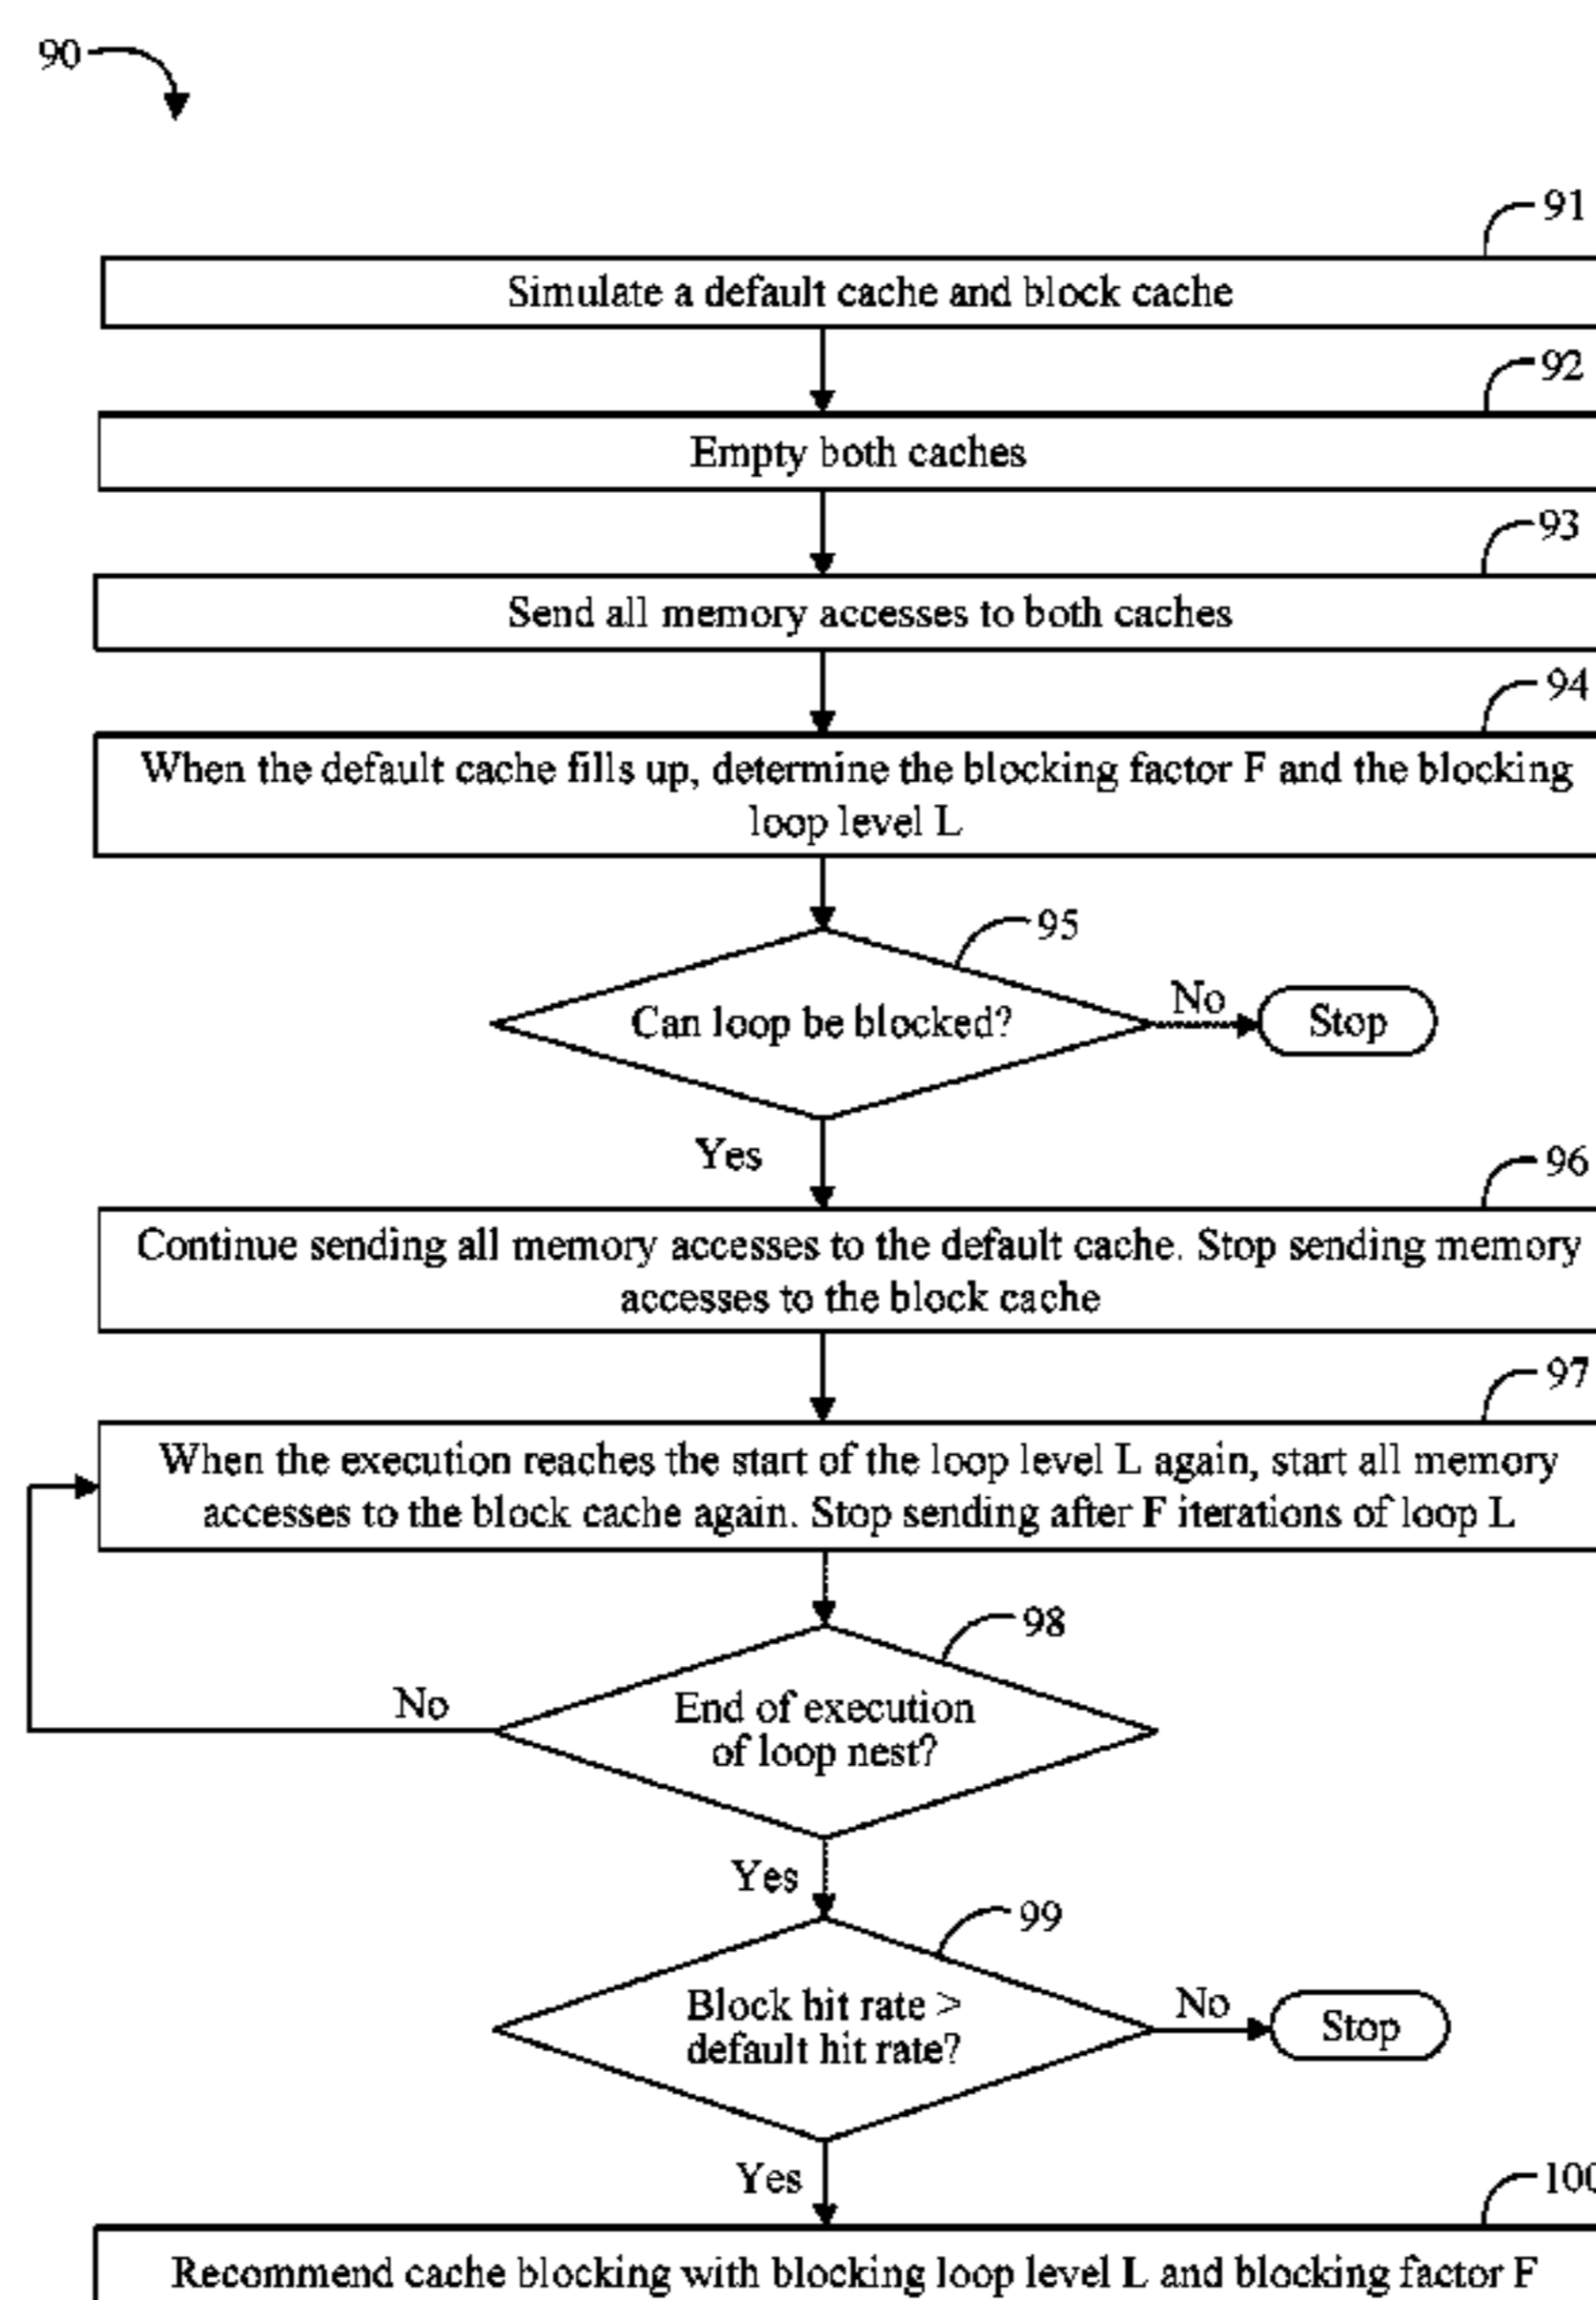 90
91
Simulate a default cache and block cache
92
Empty both caches
93
Send all memory accesses to both caches
94
When the default cache fills up, determine the blocking factor F and the blocking
loop level L
95
Can loop be blocked?
No
Stop
Yes
96
Continue sending all memory accesses to the default cache. Stop sending memory
accesses to the block cache
97
When the execution reaches the start of the loop level L again, start all memory
accesses to the block cache again. Stop sending after F iterations of loop L
98
End of execution
of loop nest?
No
Yes
99
Block hit rate >
default hit rate?
No
Stop
Yes
100
Recommend cache blocking with blocking loop level L and blocking factor F